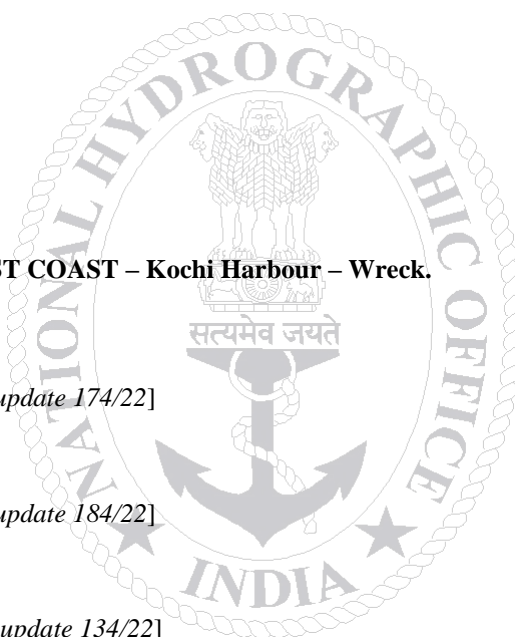 NATIONAL HYDROGRAPHIC OFFICE
ST COAST – Kochi Harbour – Wreck.
सत्यमेव जयते
update 174/22]
update 184/22]
INDIA
update 134/22]